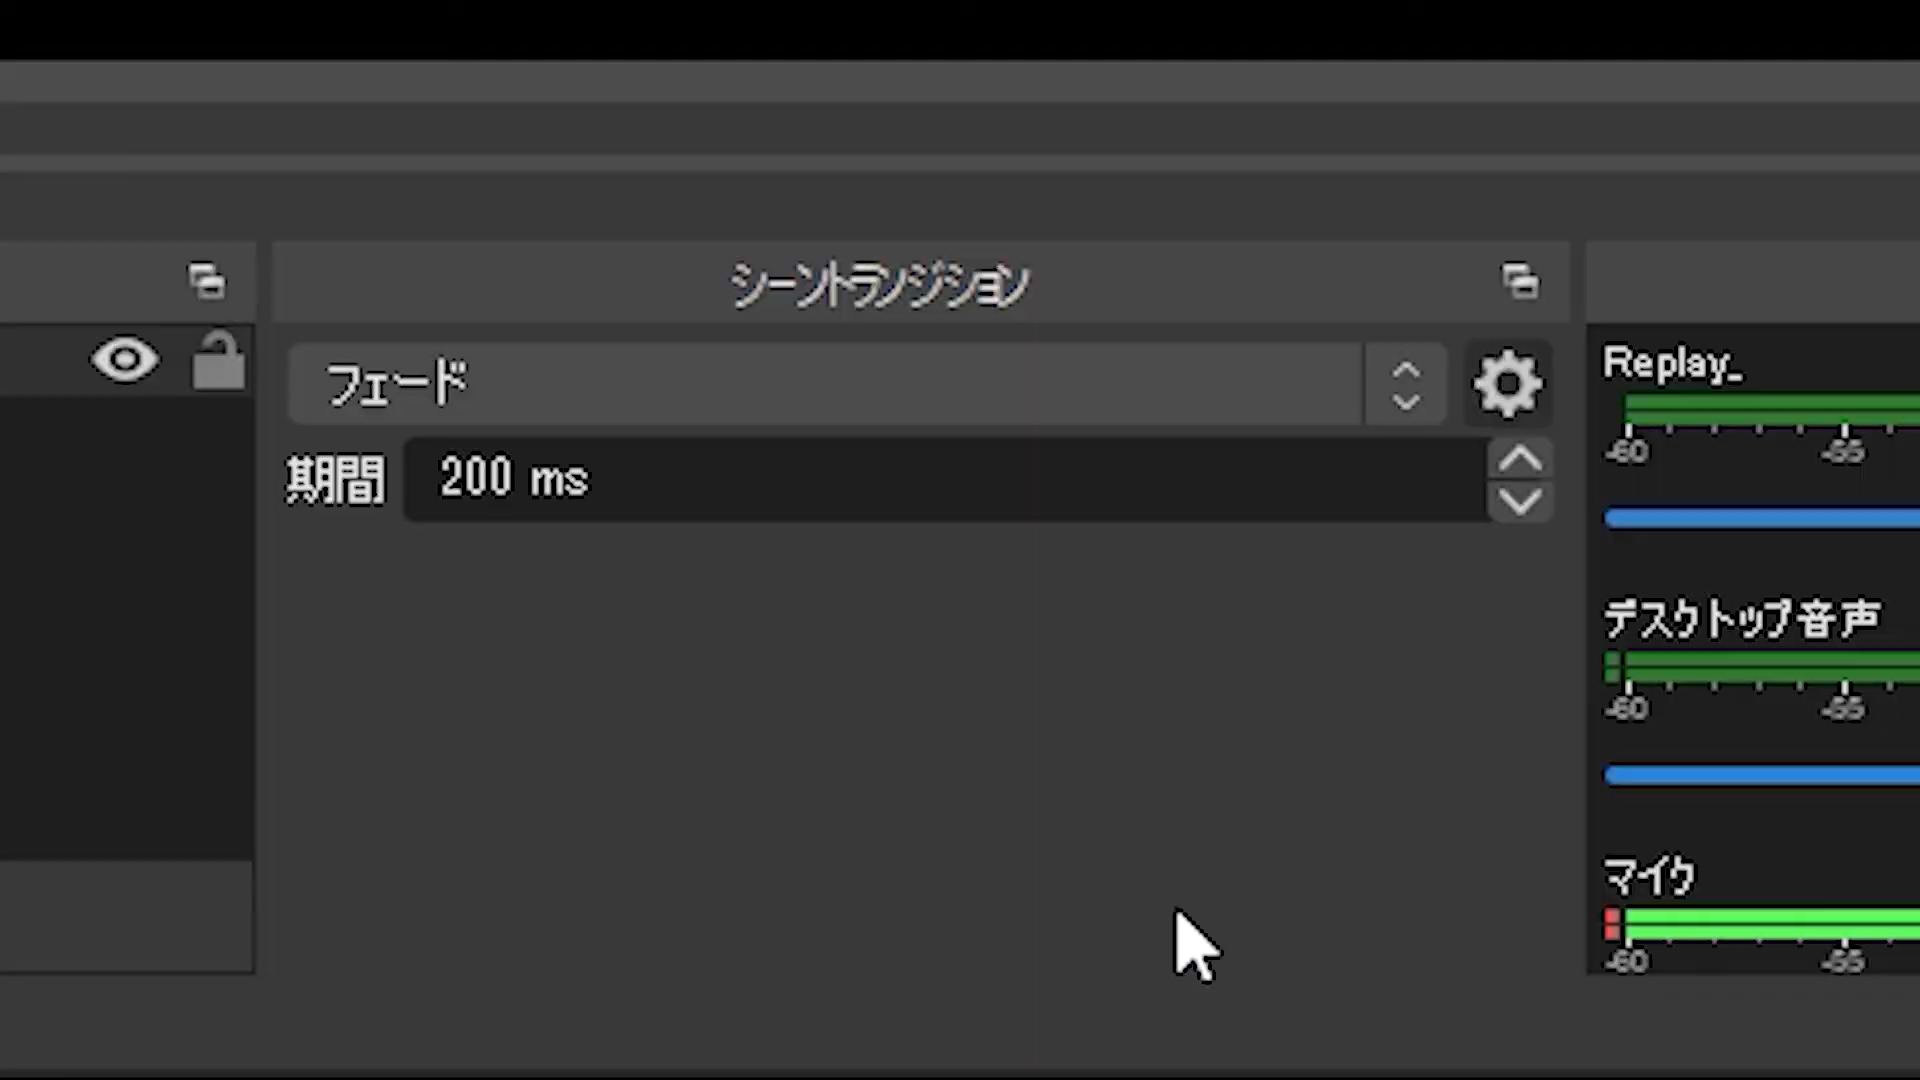 シーントランジション
フェード
期間 200 ms
Replay_
-60 -55
デスクトップ音声
-60 -55
マイク
-60 -55